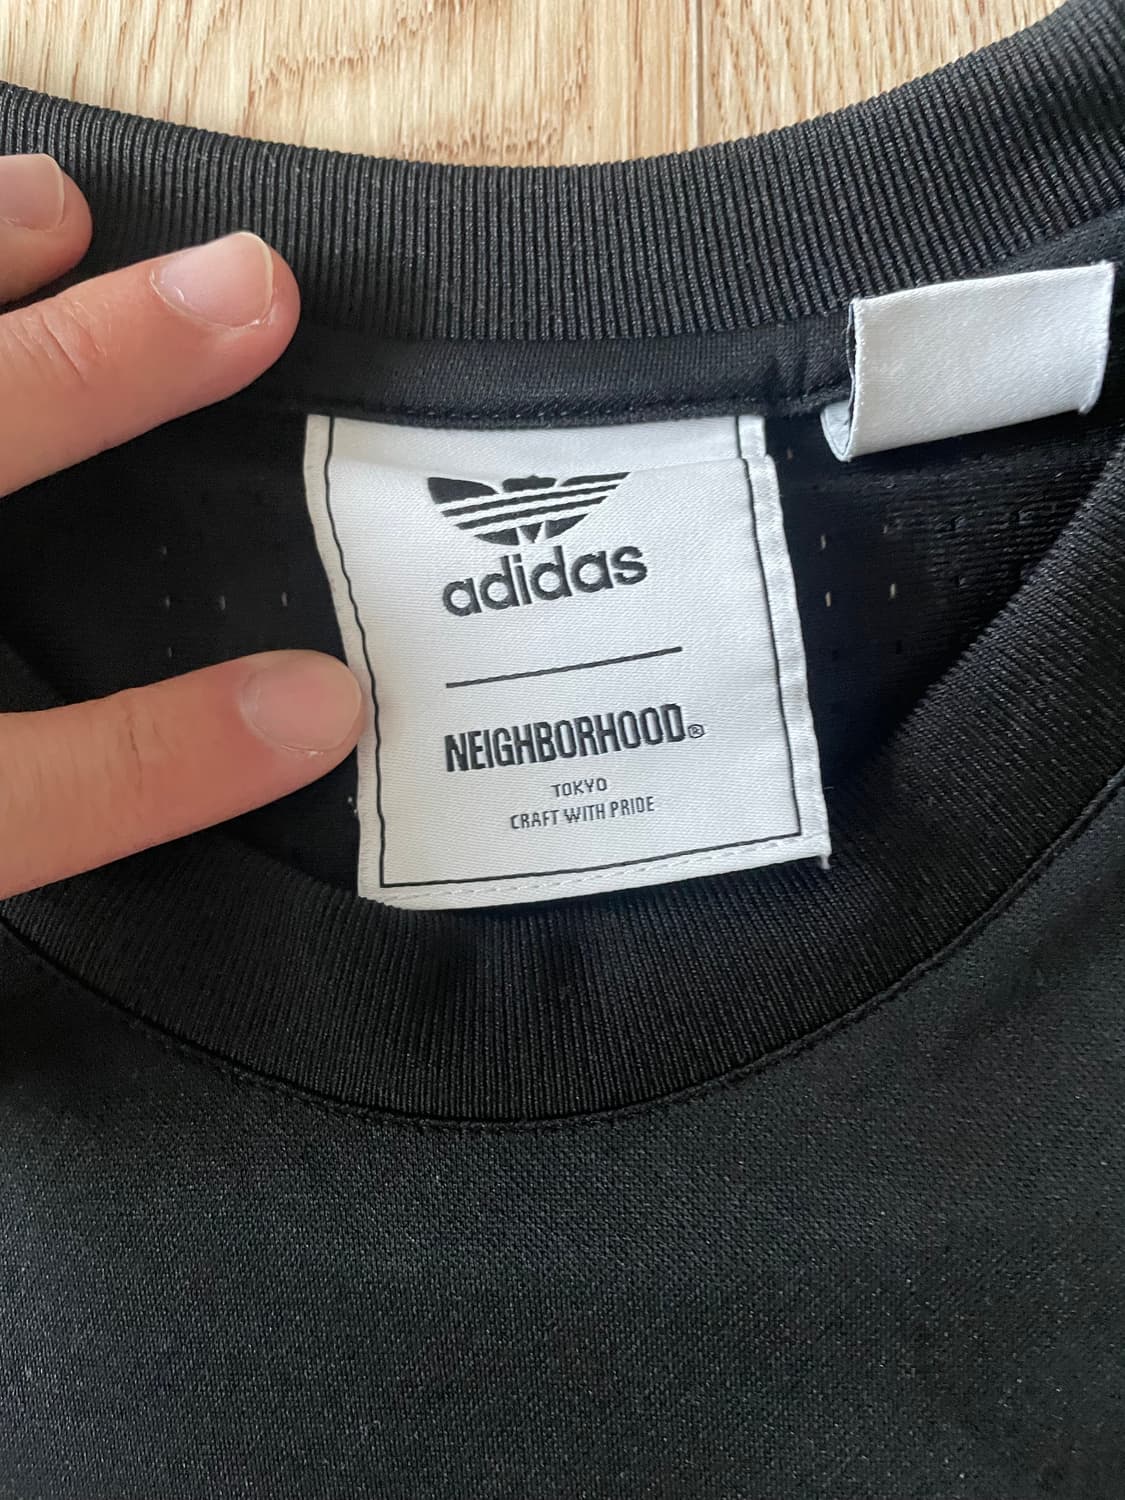 adidas
NEIGHBORHOOD®
TOKYO
CRAFT WITH PRIDE